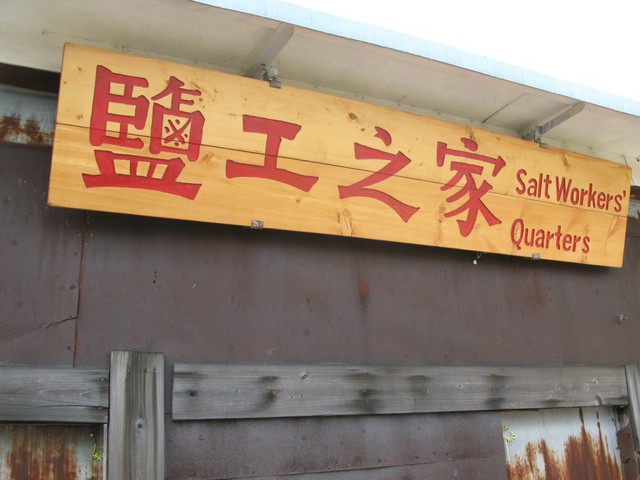 鹽工之家
Salt Workers'
Quarters